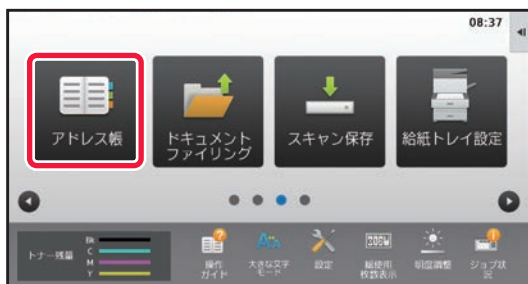 08:37
アドレス帳
ドキュメント
ファイリング
スキャン保存
給紙トレイ設定
トナー残量
Bk
C
M
Y
操作
ガイド
大きな文字
モード
設定
総使用
枚数表示
明度調整
ジョブ状
況